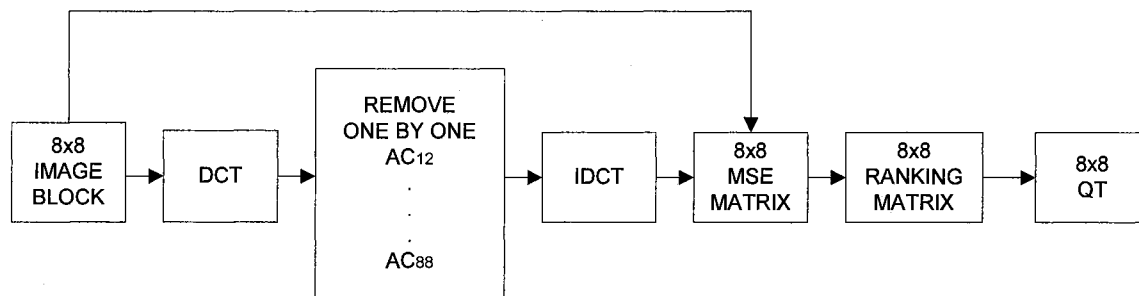 8x8
IMAGE
BLOCK
DCT
REMOVE
ONE BY ONE
AC12
.
.
.
AC88
IDCT
8x8
MSE
MATRIX
8x8
RANKING
MATRIX
8x8
QT